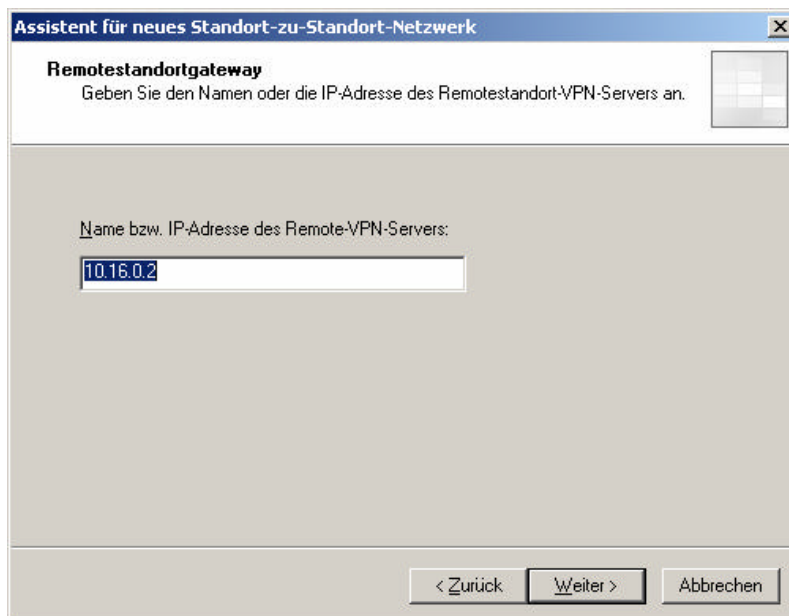 Assistent für neues Standort-zu-Standort-Netzwerk
Remotestandortgateway
Geben Sie den Namen oder die IP-Adresse des Remotestandort-VPN-Servers an.
Name bzw. IP-Adresse des Remote-VPN-Servers:
10.16.0.2
< Zurück Weiter > Abbrechen